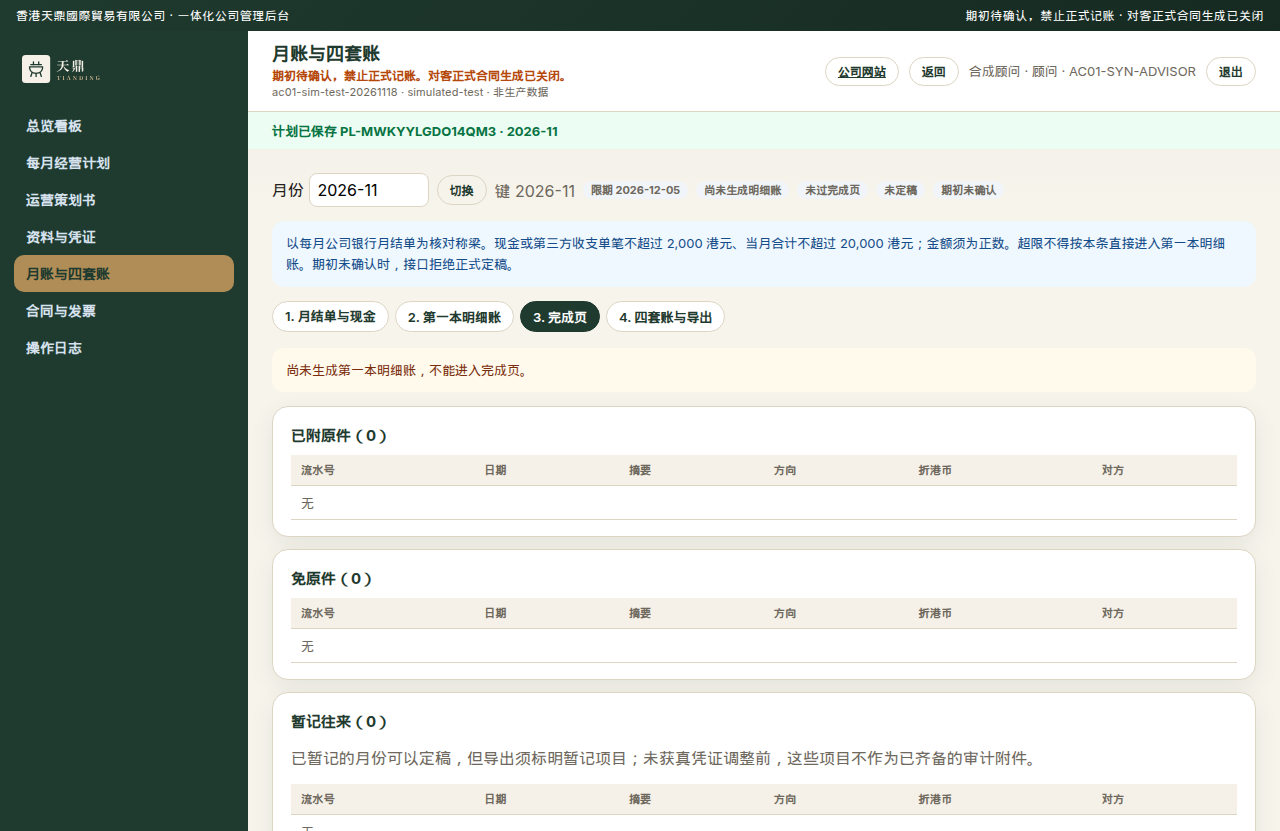 香港天鼎國際貿易有限公司 · 一体化公司管理后台
期初待确认，禁止正式记账 · 对客正式合同生成已关闭
天鼎
TIANDING
总览看板
每月经营计划
运营策划书
资料与凭证
月账与四套账
合同与发票
操作日志
月账与四套账
期初待确认，禁止正式记账。对客正式合同生成已关闭。
ac01-sim-test-20261118 · simulated-test · 非生产数据
公司网站
返回
合成顾问 · 顾问 · AC01-SYN-ADVISOR
退出
计划已保存 PL-MWKYYLGDO14QM3 · 2026-11
月份 2026-11 切换 键 2026-11 限期 2026-12-05 尚未生成明细账 未过完成页 未定稿 期初未确认
以每月公司银行月结单为核对称梁。现金或第三方收支单笔不超过 2,000 港元、当月合计不超过 20,000 港元；金额须为正数。超限不得按本条直接进入第一本明细
账。期初未确认时，接口拒绝正式定稿。
1. 月结单与现金 2. 第一本明细账 3. 完成页 4. 四套账与导出
尚未生成第一本明细账，不能进入完成页。
已附原件（0）
流水号 日期 摘要 方向 折港币 对方
无
免原件（0）
流水号 日期 摘要 方向 折港币 对方
无
暂记往来（0）
已暂记的月份可以定稿，但导出须标明暂记项目；未获真凭证调整前，这些项目不作为已齐备的审计附件。
流水号 日期 摘要 方向 折港币 对方